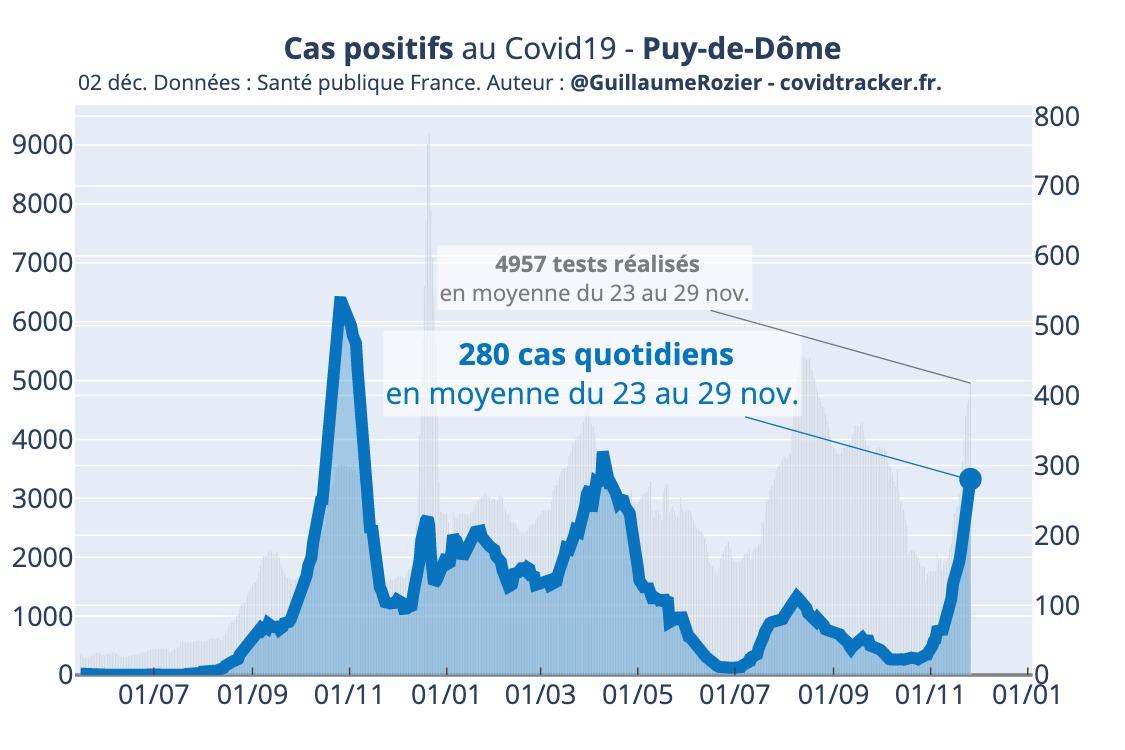 Cas positifs au Covid19 - Puy-de-Dôme
02 déc. Données : Santé publique France. Auteur : @GuillaumeRozier - covidtracker.fr.
9000
8000
7000
6000
5000
4000
3000
2000
1000
0
800
700
600
500
400
300
200
100
0
4957 tests réalisés
en moyenne du 23 au 29 nov.
280 cas quotidiens
en moyenne du 23 au 29 nov.
01/07 01/09 01/11 01/01 01/03 01/05 01/07 01/09 01/11 01/01